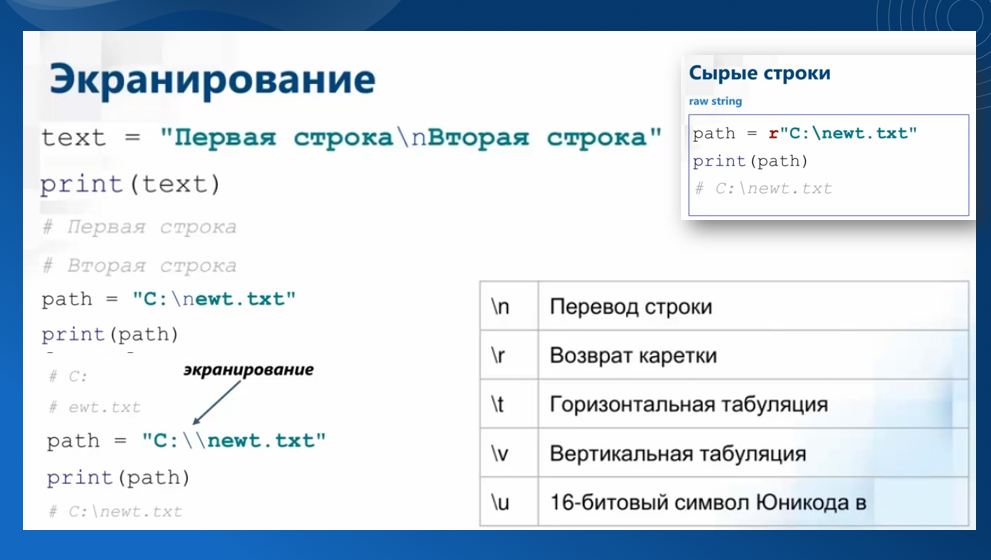 Экранирование
text = "Первая строка\nВторая строка"
print(text)
# Первая строка
# Вторая строка
path = "C:\newt.txt"
print(path)
# C:
# ewt.txt
экранирование
path = "C:\\newt.txt"
print(path)
# C:\newt.txt
Сырые строки
raw string
path = r"C:\newt.txt"
print(path)
# C:\newt.txt
\n Перевод строки
\r Возврат каретки
\t Горизонтальная табуляция
\v Вертикальная табуляция
\u 16-битовый символ Юникода в